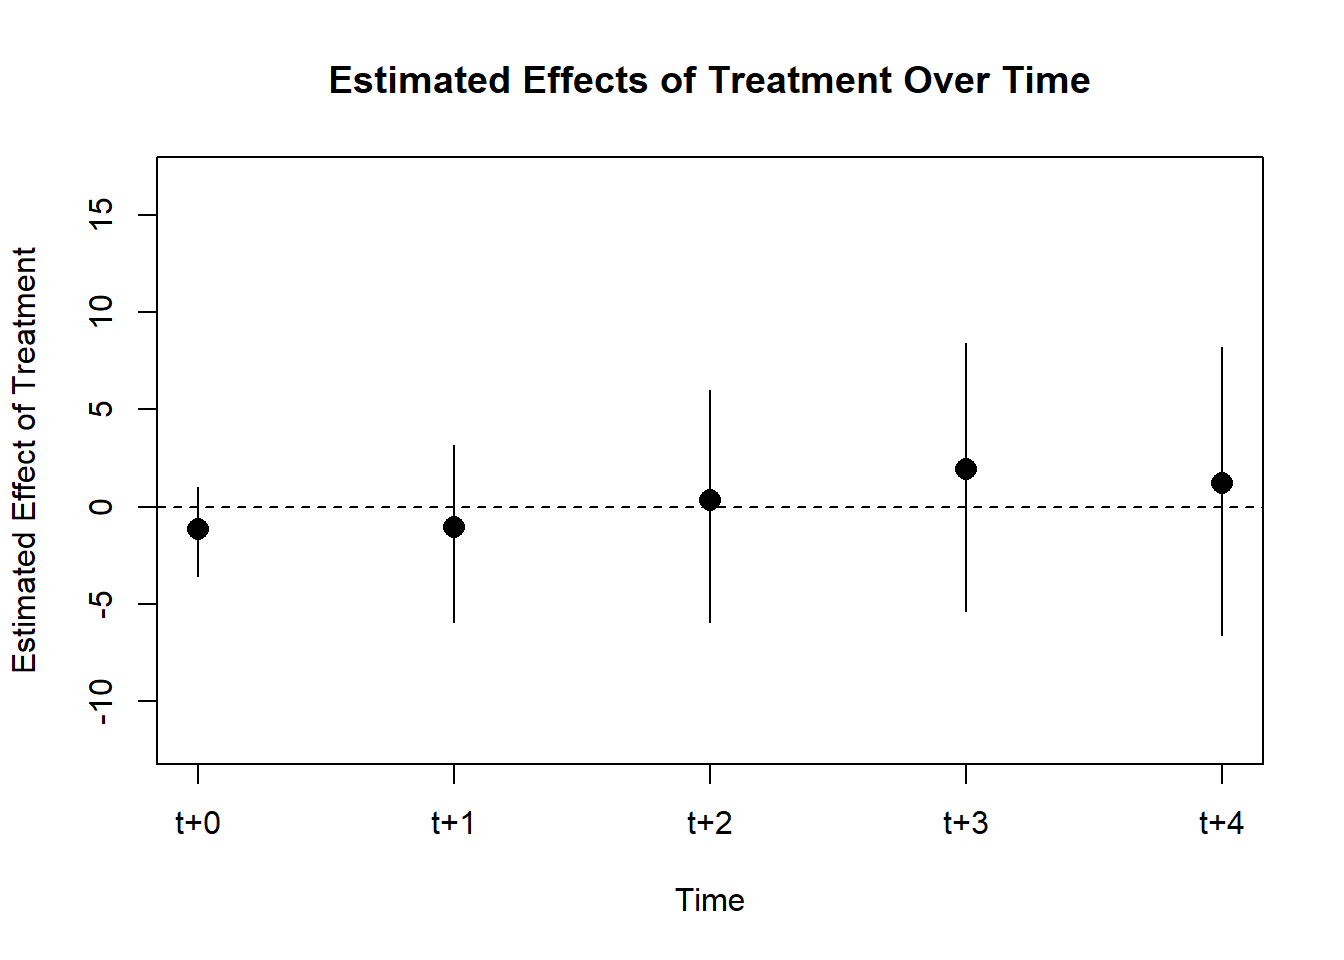 Estimated Effects of Treatment Over Time
Estimated Effect of Treatment
15
10
5
0
-5
-10
t+0 t+1 t+2 t+3 t+4
Time